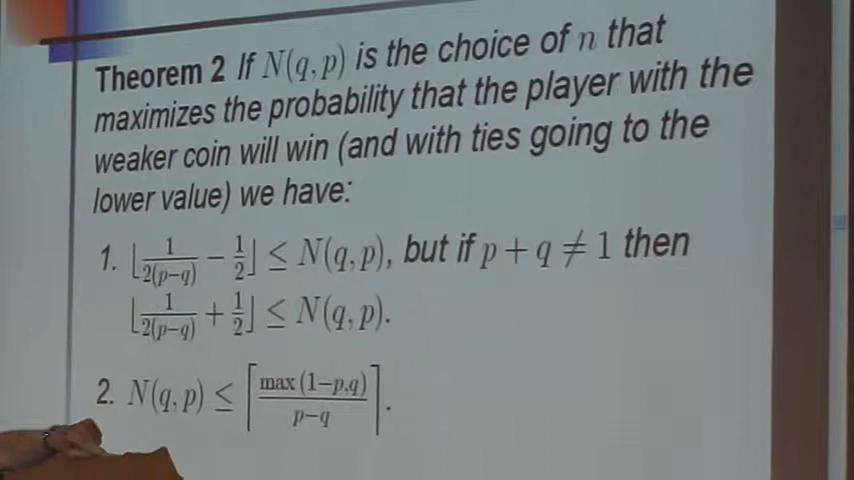 Theorem 2 If N(q,p) is the choice of n that
maximizes the probability that the player with the
weaker coin will win (and with ties going to the
lower value) we have:
1. ⌊1/2(p−q) − 1/2⌋ ≤ N(q,p), but if p + q ≠ 1 then
⌊1/2(p−q) + 1/2⌋ ≤ N(q,p).
2. N(q,p) ≤ ⌈max (1−p,q)/p−q⌉.